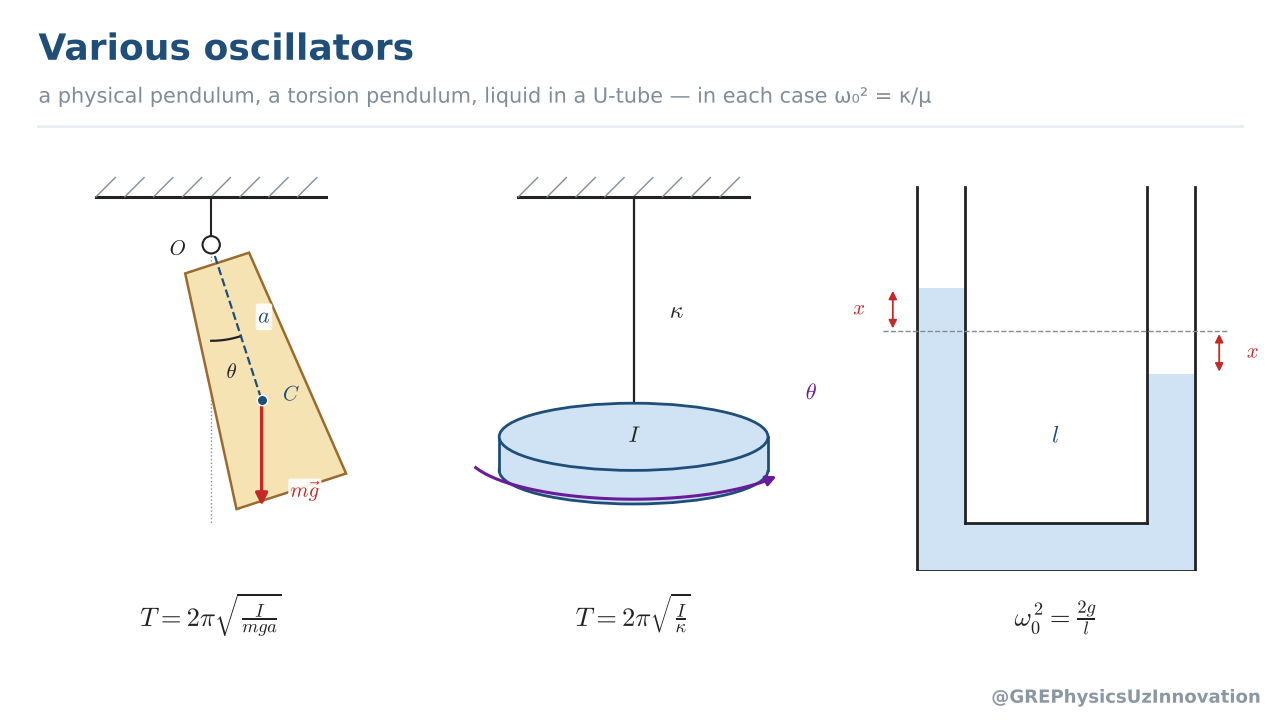 Various oscillators
a physical pendulum, a torsion pendulum, liquid in a U-tube — in each case ω₀² = κ/μ
O
a
θ
C
mg⃗
κ
θ
I
x
x
l
T = 2π√(I/mga)
T = 2π√(I/κ)
ω₀² = 2g/l
@GREPhysicsUzInnovation